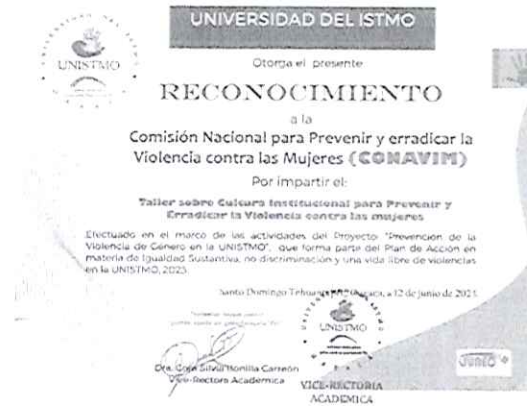 UNIVERSIDAD DEL ISTMO
UNISTMO
Otorga el presente
RECONOCIMIENTO
a la
Comisión Nacional para Prevenir y erradicar la
Violencia contra las Mujeres (CONAVIM)
Por impartir el:
Taller sobre Cultura Institucional para Prevenir y
Erradicar la Violencia contra las mujeres
Efectuado en el marco de las actividades del Proyecto "Prevención de la
Violencia de Género en la UNISTMO", que forma parte del Plan de Acción en
materia de Igualdad Sustantiva, no discriminación y una vida libre de violencias
en la UNISTMO, 2023.
Santo Domingo Tehuantepec, Oaxaca, a 12 de junio de 2023.
UNISTMO
Dra. Cora Silvia Bonilla Carreón
Vice-Rectora Académica
VICE-RECTORIA
ACADEMICA